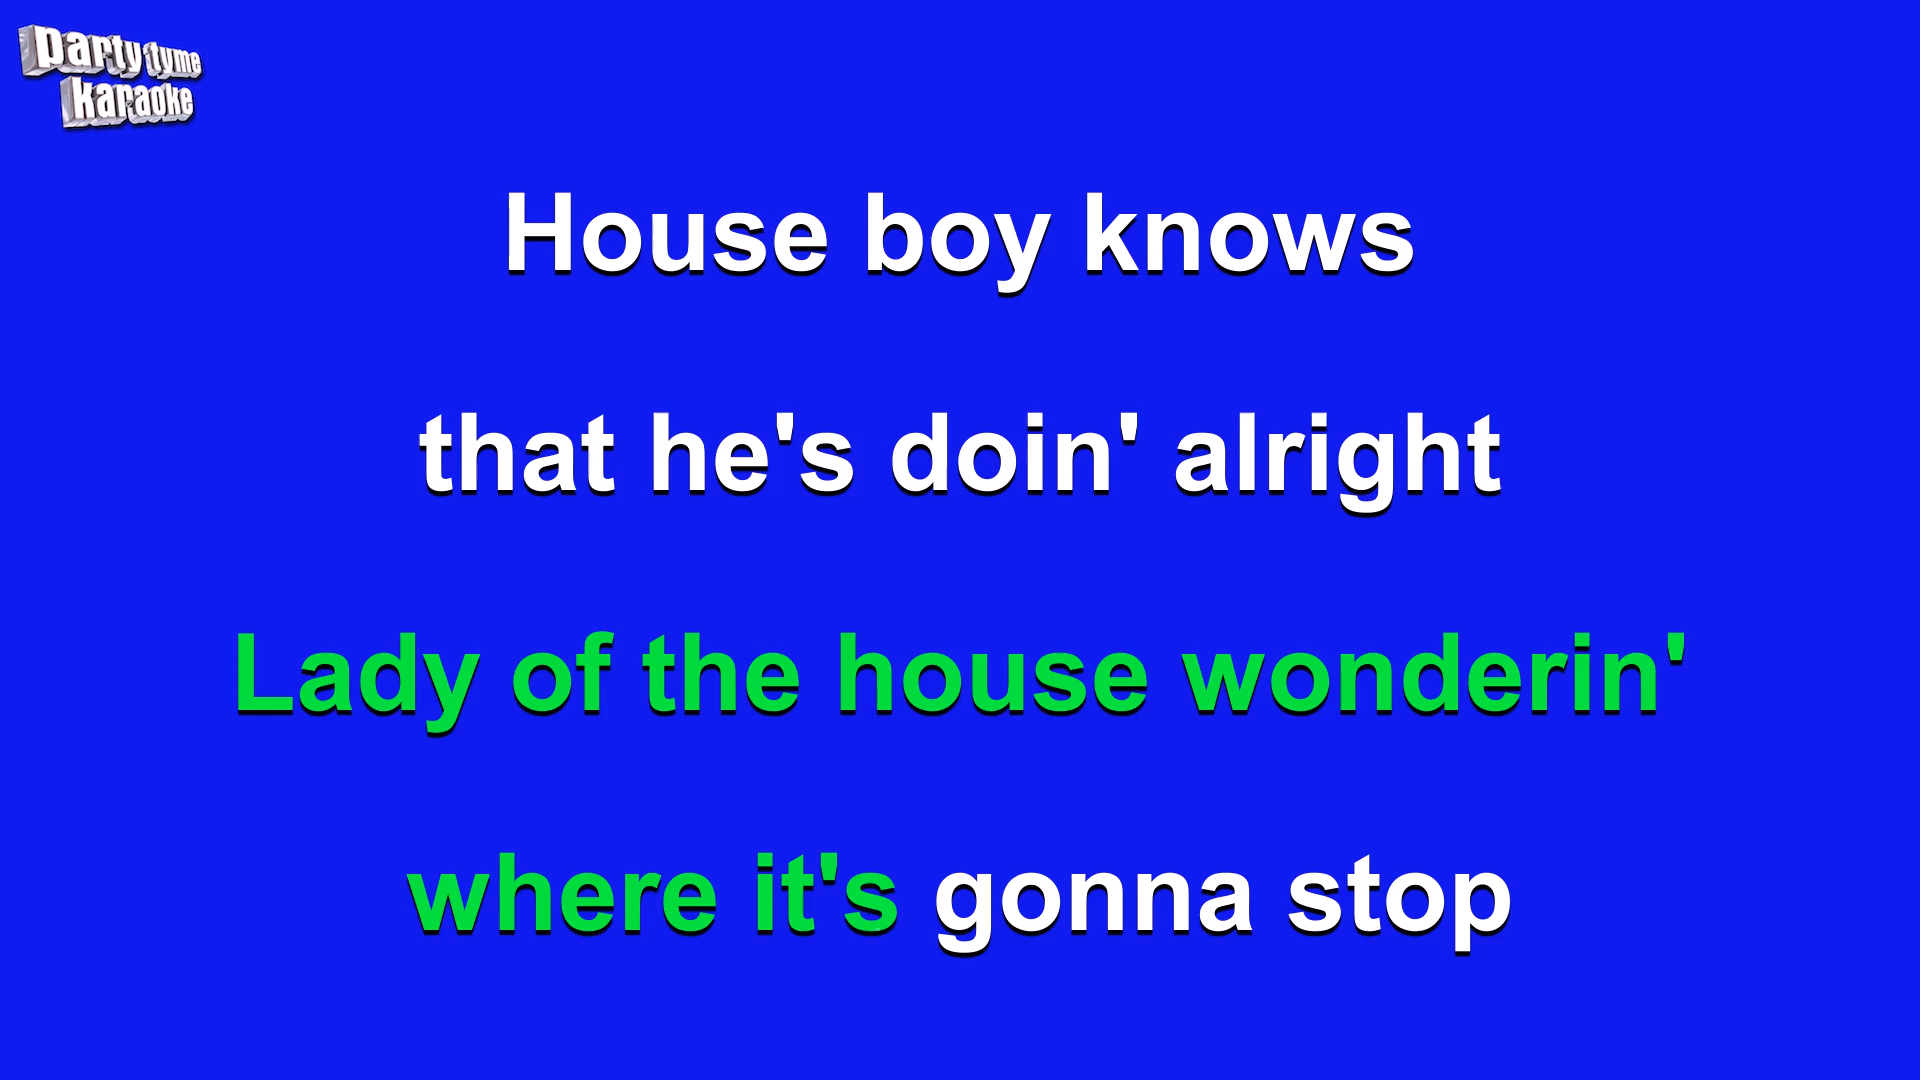 party tyme
karaoke
House boy knows
that he's doin' alright
Lady of the house wonderin'
where it's gonna stop